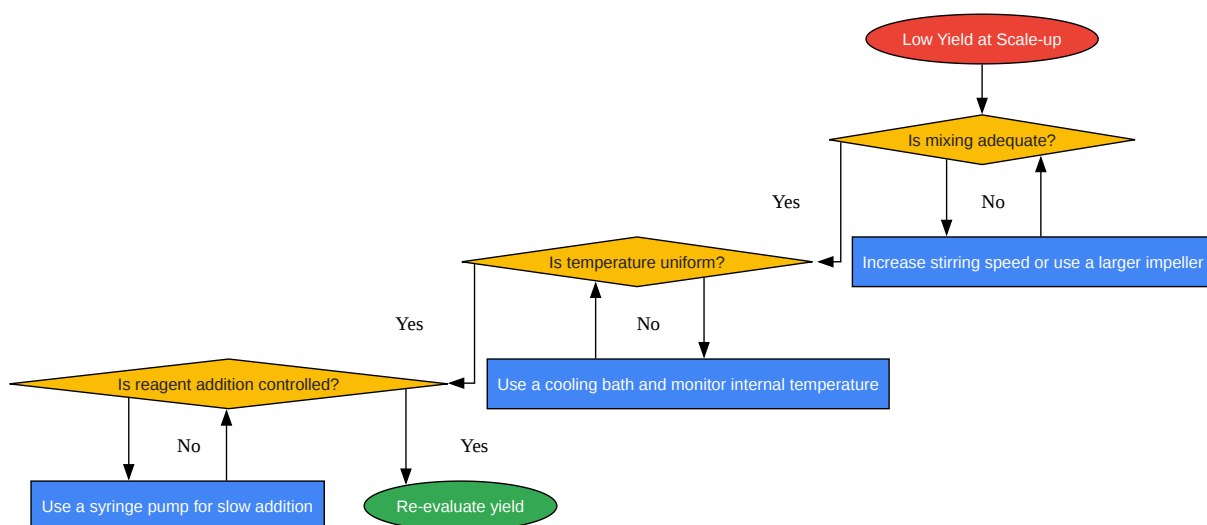 Low Yield at Scale-up
Is mixing adequate?
Yes
No
Is temperature uniform?
Increase stirring speed or use a larger impeller
Yes
No
Is reagent addition controlled?
Use a cooling bath and monitor internal temperature
No
Yes
Use a syringe pump for slow addition
Re-evaluate yield